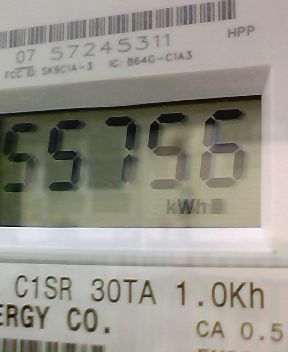 07 57245311
HPP
FCC ID: SK9C1A-3 IC: 864G-C1A3
55756
kWh
C1SR 30TA 1.0Kh
ERGY CO.
CA 0.5